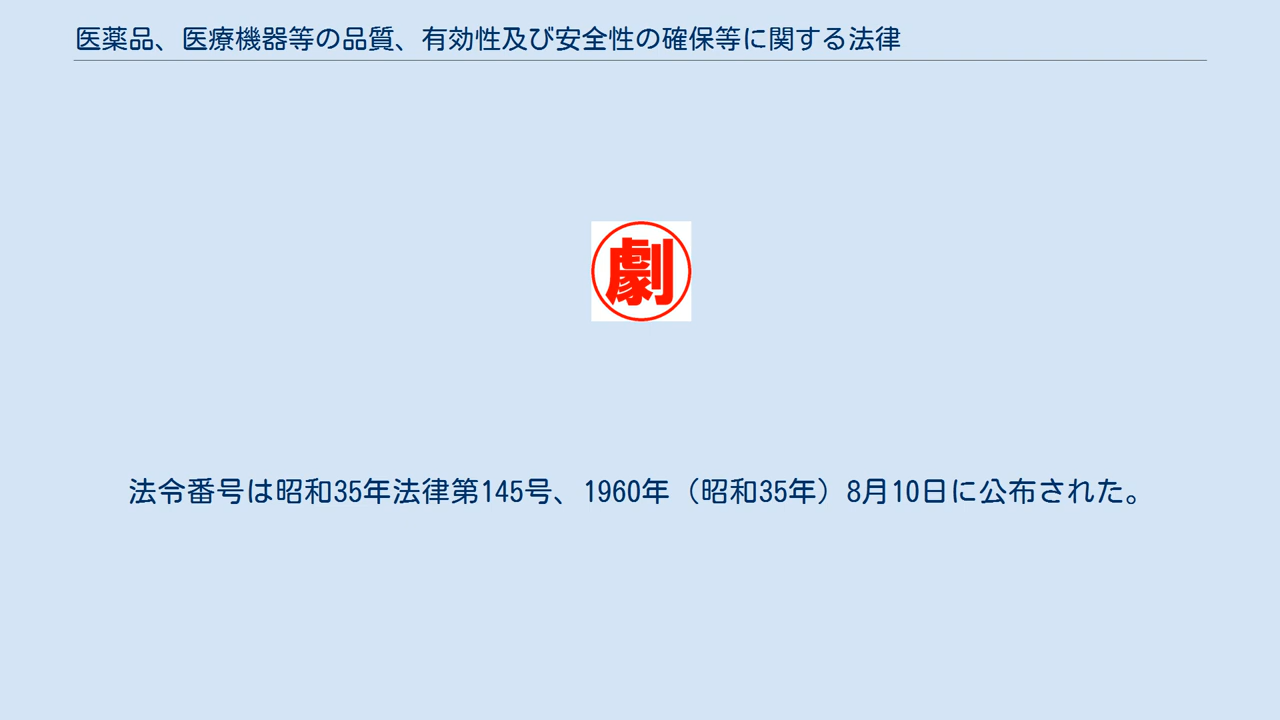 医薬品、医療機器等の品質、有効性及び安全性の確保等に関する法律
劇
法令番号は昭和35年法律第145号、1960年（昭和35年）8月10日に公布された。